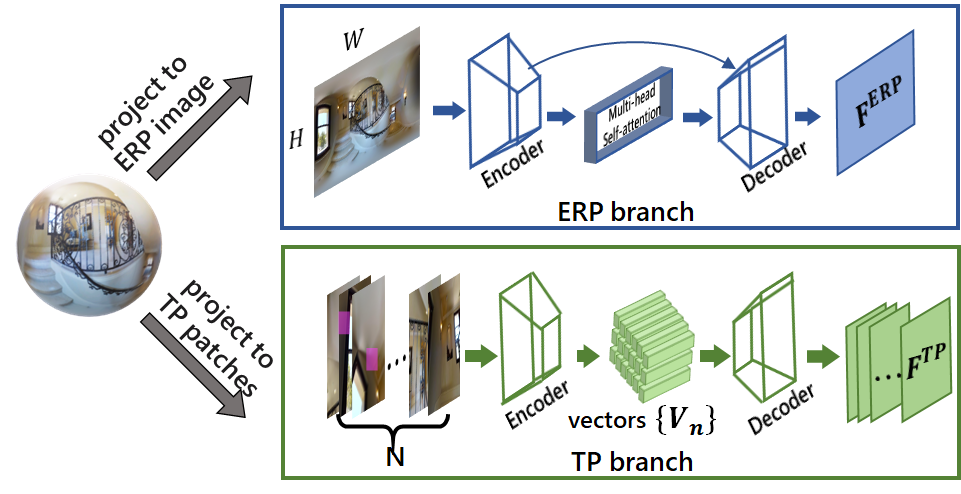 project to
ERP image
W
H
Encoder
Multi-head
Self-attention
Decoder
F^{ERP}
ERP branch
project to
TP patches
...
N
Encoder
vectors {V_n}
Decoder
...F^{TP}
TP branch